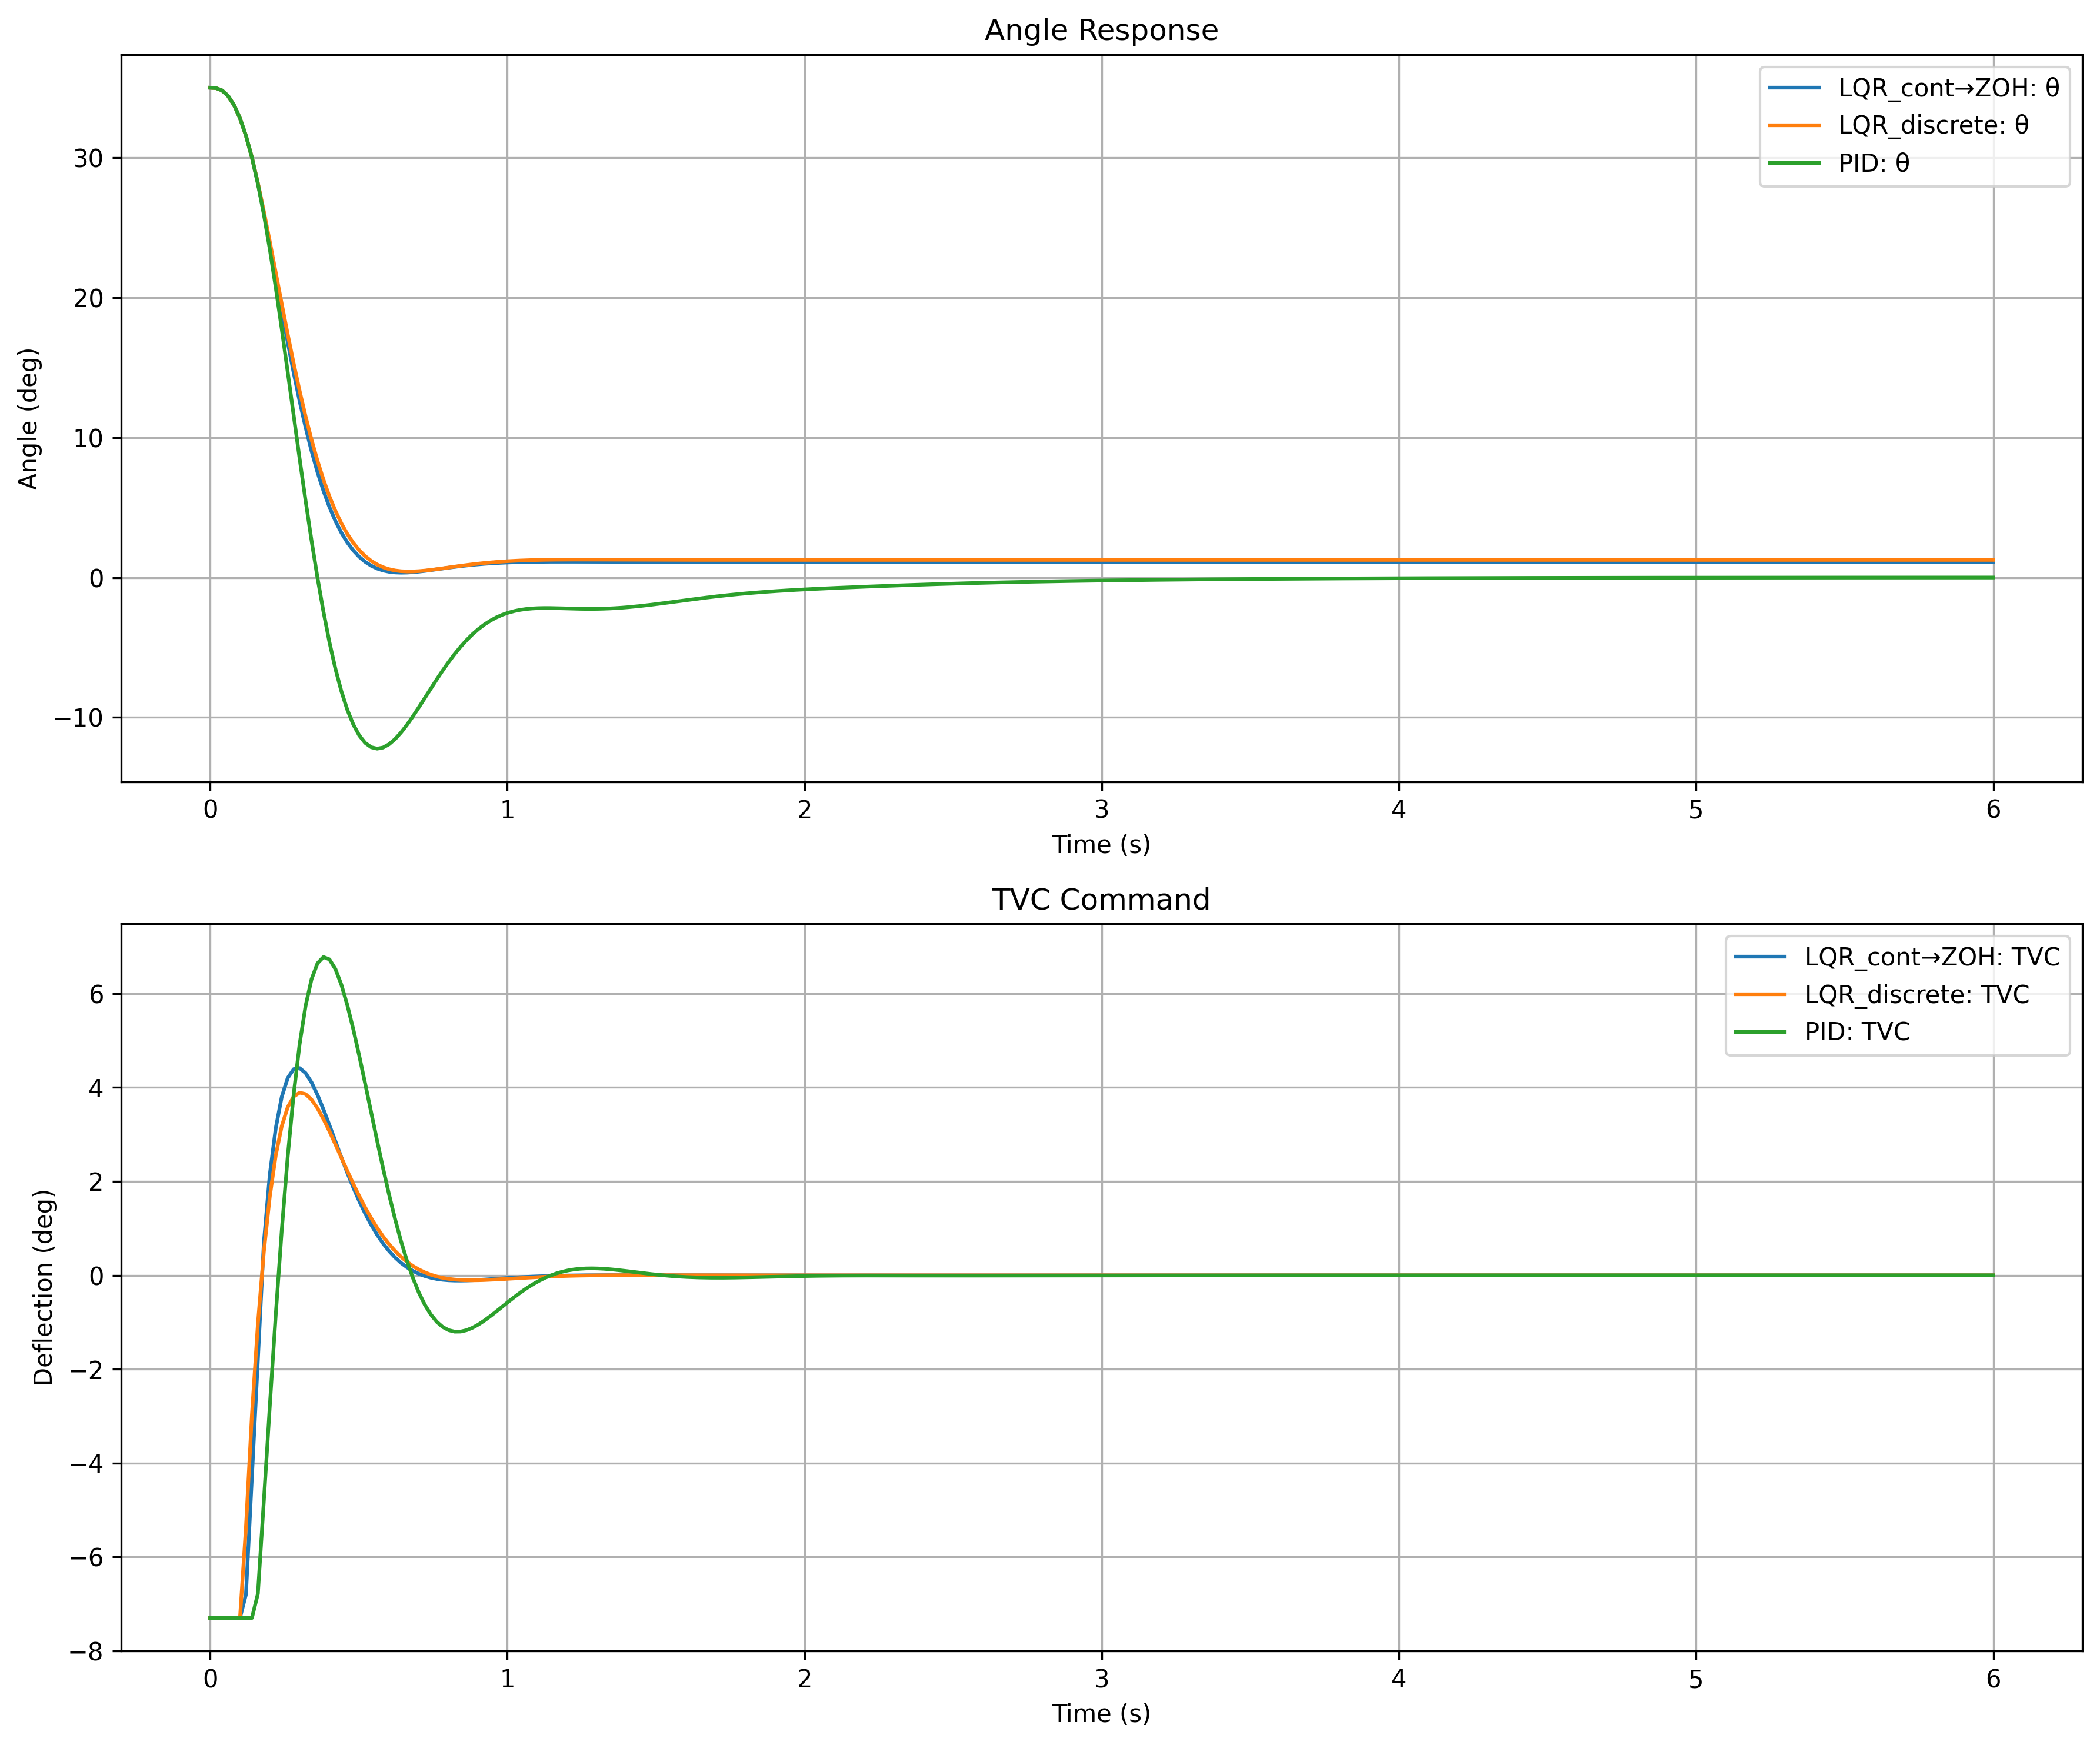 Angle Response
LQR_cont→ZOH: θ
LQR_discrete: θ
PID: θ
30
20
10
0
−10
Angle (deg)
0 1 2 3 4 5 6
Time (s)
TVC Command
LQR_cont→ZOH: TVC
LQR_discrete: TVC
PID: TVC
6
4
2
0
−2
−4
−6
−8
Deflection (deg)
0 1 2 3 4 5 6
Time (s)